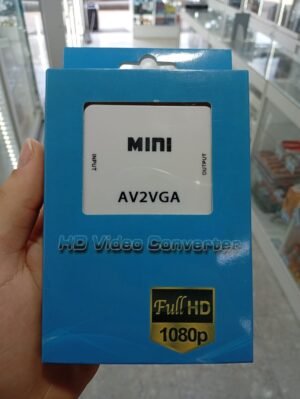 MINI
INPUT
OUTPUT
AV2VGA
HD Video Converter
Full HD
1080p